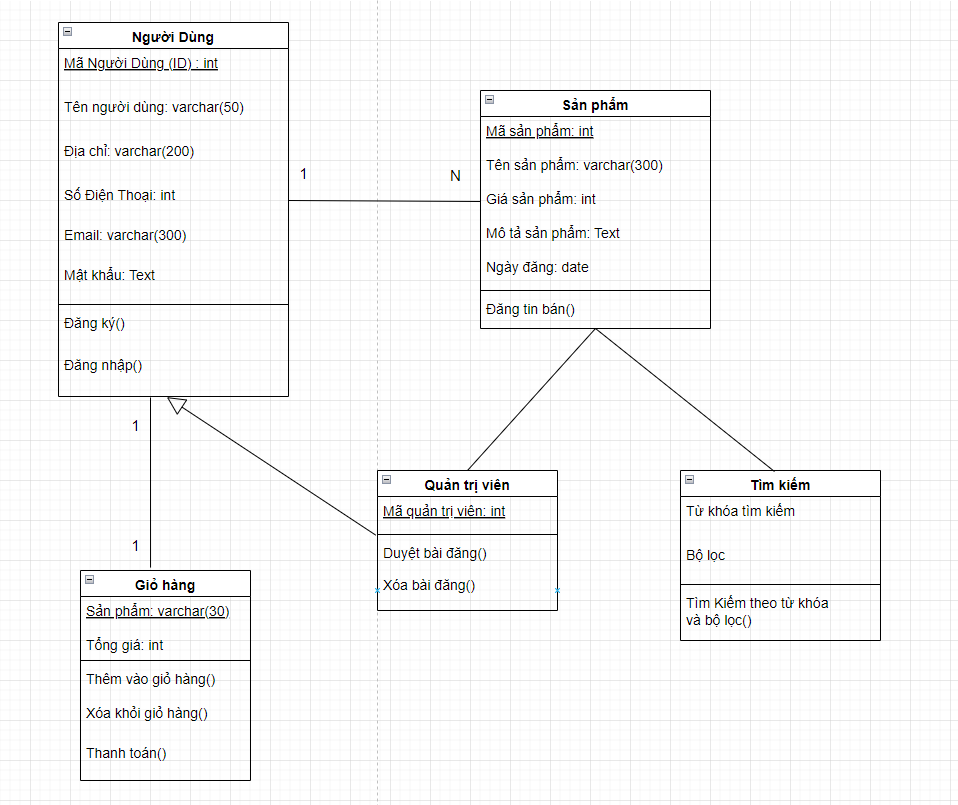 Người Dùng
Mã Người Dùng (ID) : int
Tên người dùng: varchar(50)
Địa chỉ: varchar(200)
Số Điện Thoại: int
Email: varchar(300)
Mật khẩu: Text
Đăng ký()
Đăng nhâp()
1
N
Sản phẩm
Mã sản phẩm: int
Tên sản phẩm: varchar(300)
Giá sản phẩm: int
Mô tả sản phẩm: Text
Ngày đăng: date
Đăng tin bán()
1
1
Giỏ hàng
Sản phẩm: varchar(30)
Tổng giá: int
Thêm vào giỏ hàng()
Xóa khỏi giỏ hàng()
Thanh toán()
Quản trị viên
Mã quản trị viên: int
Duyệt bài đăng()
Xóa bài đăng()
Tìm kiếm
Từ khóa tìm kiếm
Bộ lọc
Tìm Kiếm theo từ khóa
và bộ lọc()